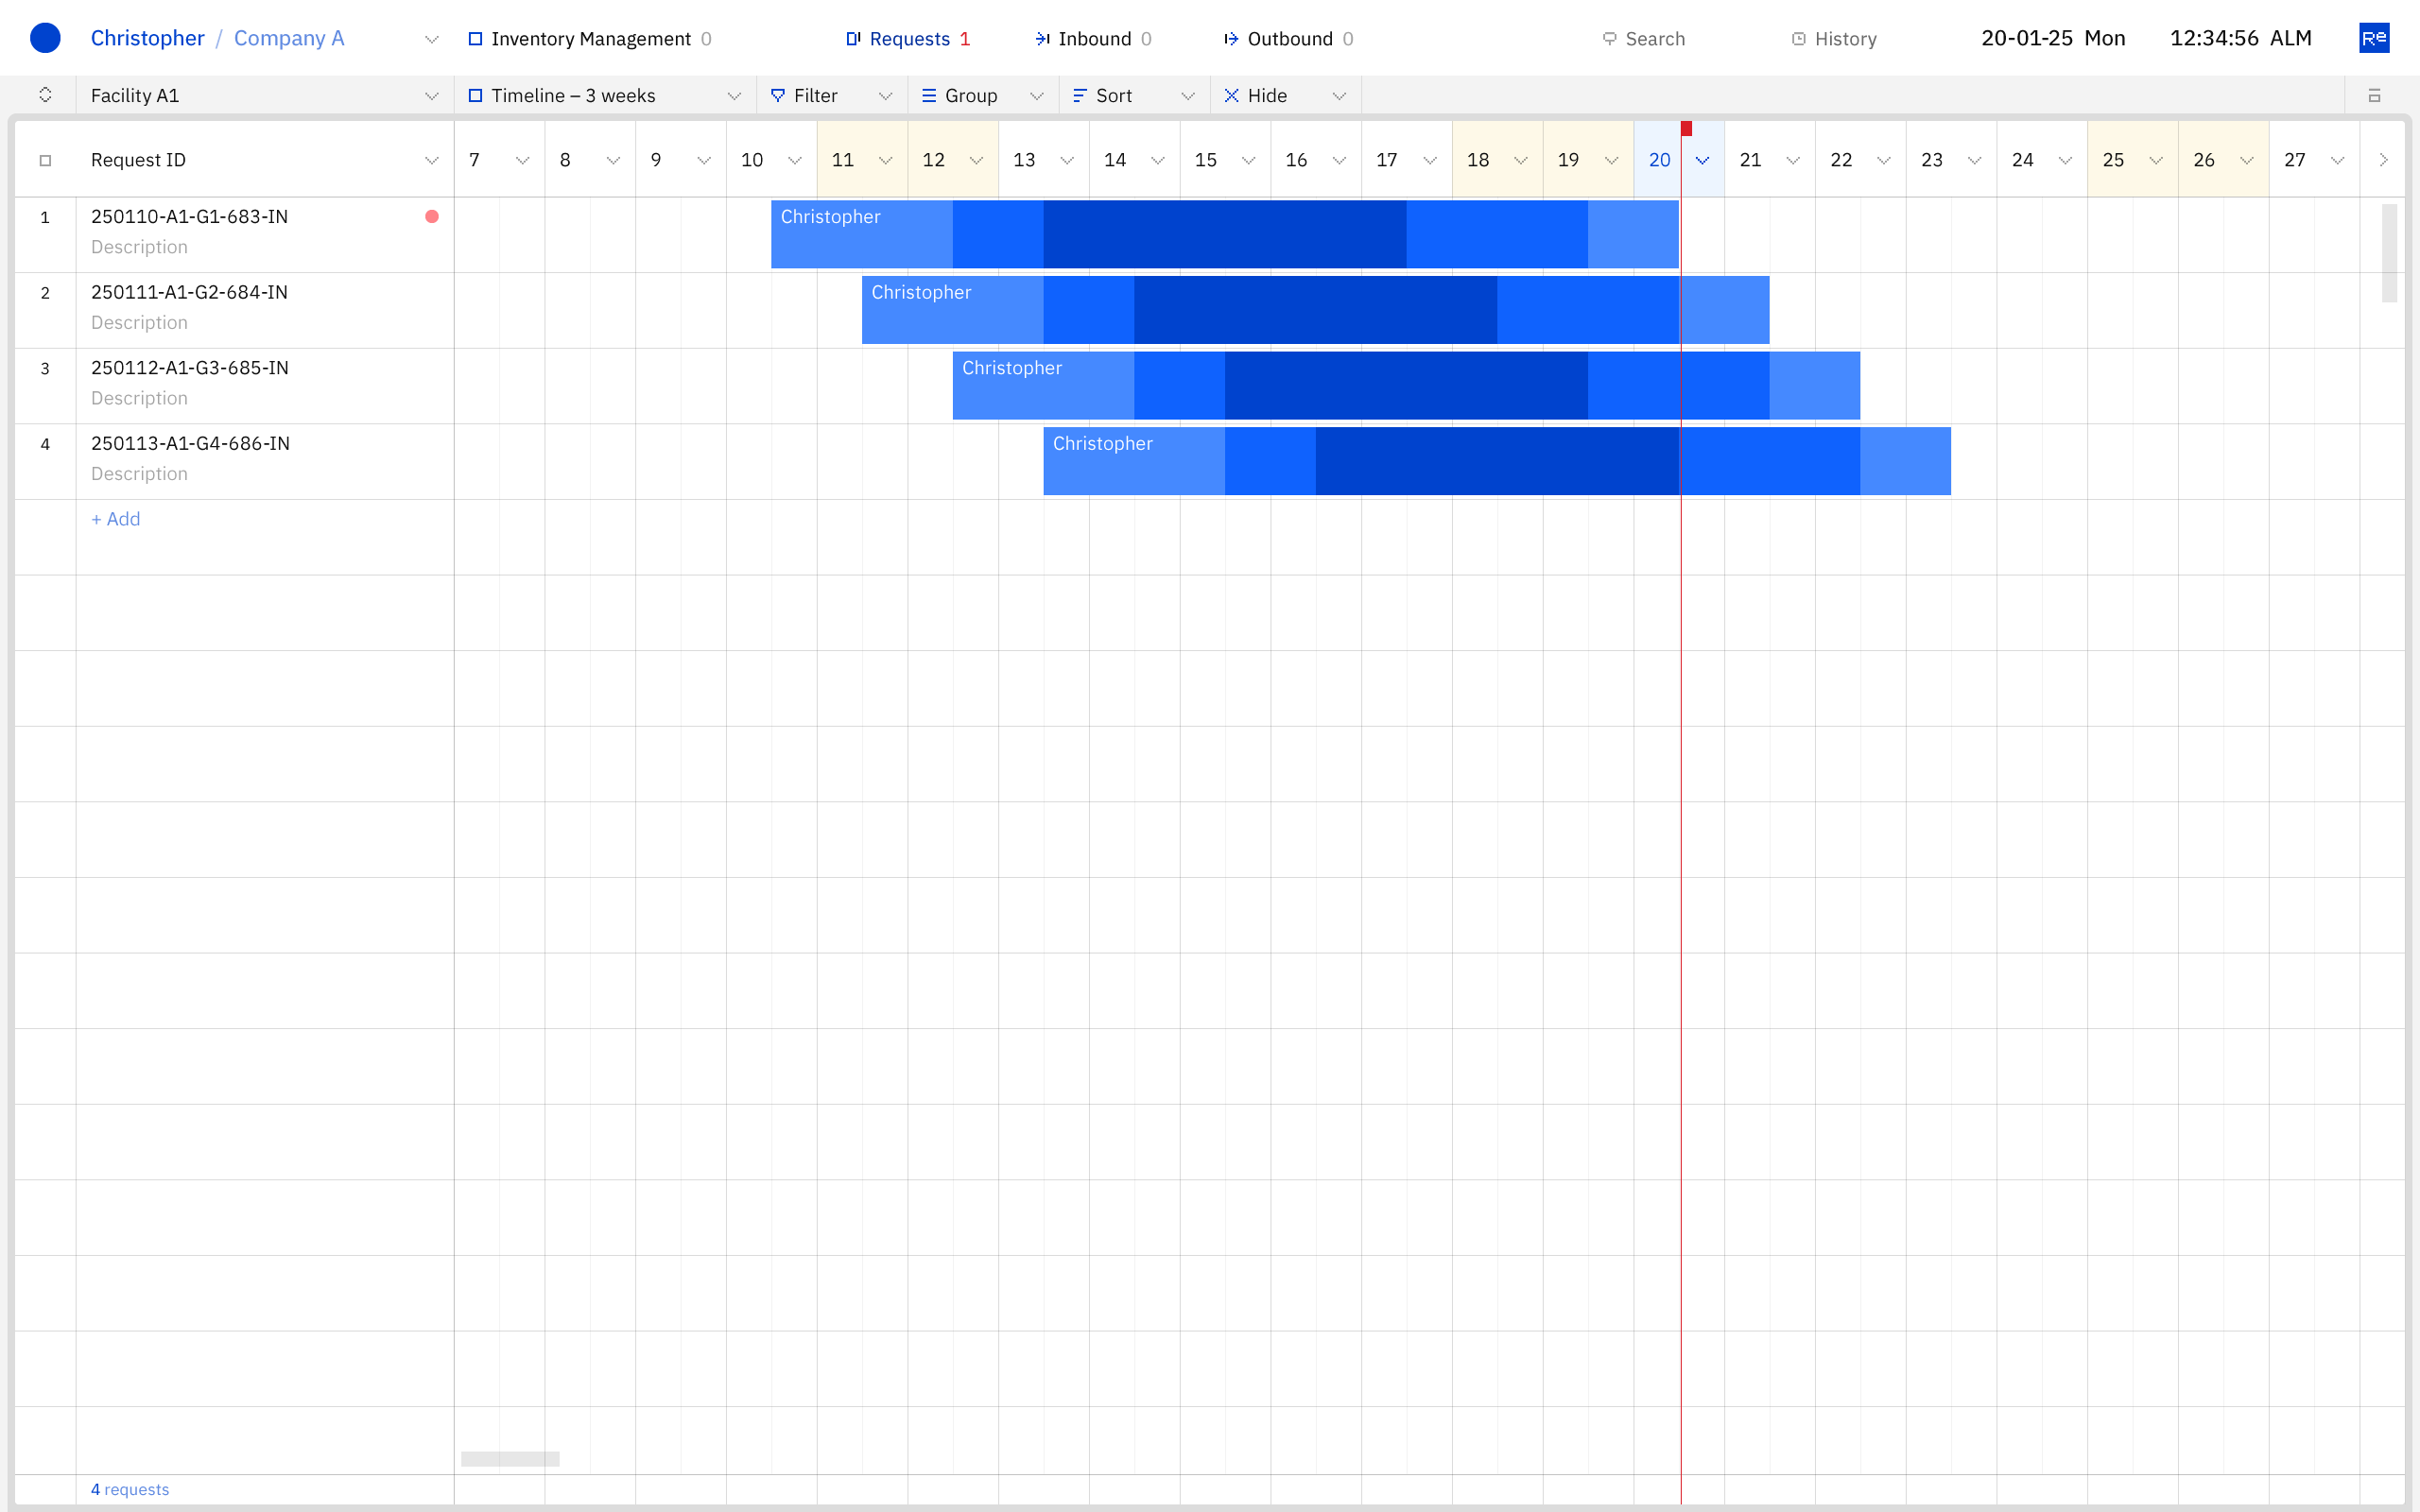 Christopher / Company A
Inventory Management 0
Requests 1
Inbound 0
Outbound 0
Search
History
20-01-25 Mon
12:34:56 ALM
Re
Facility A1
Timeline – 3 weeks
Filter
Group
Sort
Hide
Request ID
7 8 9 10 11 12 13 14 15 16 17 18 19 20 21 22 23 24 25 26 27
1 250110-A1-G1-683-IN
Description
Christopher
2 250111-A1-G2-684-IN
Description
Christopher
3 250112-A1-G3-685-IN
Description
Christopher
4 250113-A1-G4-686-IN
Description
Christopher
+ Add
4 requests